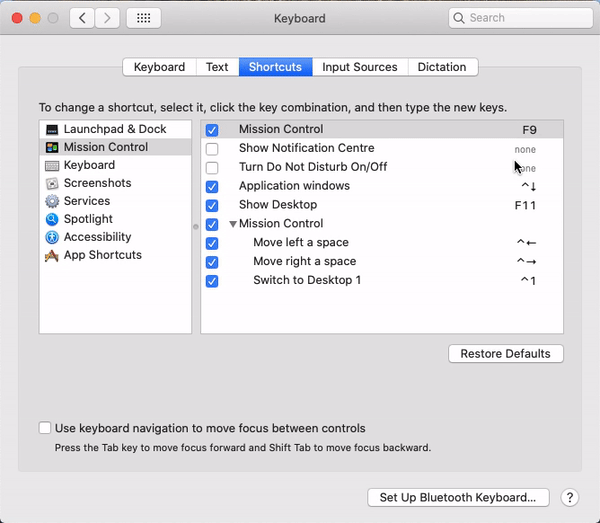 Keyboard
Search
Keyboard Text Shortcuts Input Sources Dictation
To change a shortcut, select it, click the key combination, and then type the new keys.
Launchpad & Dock
Mission Control
Keyboard
Screenshots
Services
Spotlight
Accessibility
App Shortcuts
Mission Control F9
Show Notification Centre none
Turn Do Not Disturb On/Off none
Application windows ^↓
Show Desktop F11
Mission Control
Move left a space ^←
Move right a space ^→
Switch to Desktop 1 ^1
Restore Defaults
Use keyboard navigation to move focus between controls
Press the Tab key to move focus forward and Shift Tab to move focus backward.
Set Up Bluetooth Keyboard... ?